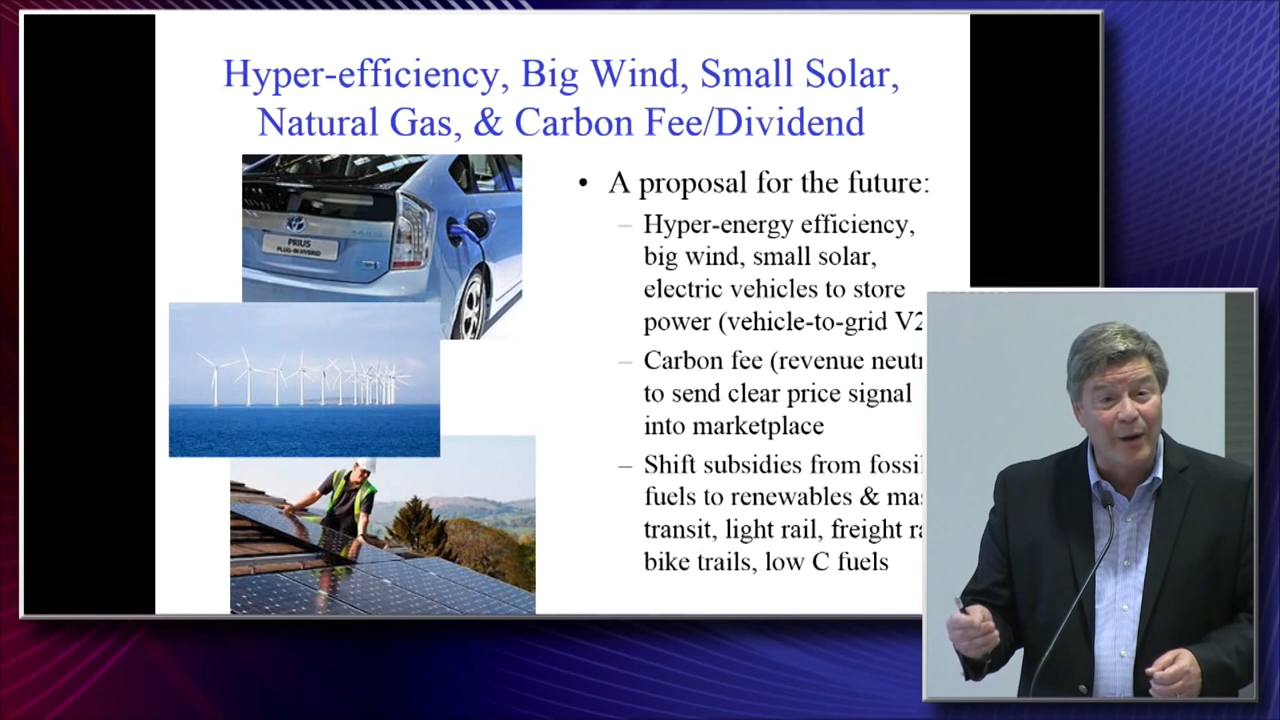 Hyper-efficiency, Big Wind, Small Solar,
Natural Gas, & Carbon Fee/Dividend
• A proposal for the future:
– Hyper-energy efficiency,
big wind, small solar,
electric vehicles to store
power (vehicle-to-grid V2
– Carbon fee (revenue neut
to send clear price signal
into marketplace
– Shift subsidies from fossi
fuels to renewables & ma
transit, light rail, freight ra
bike trails, low C fuels
PRIUS
PLUG-IN HYBRID